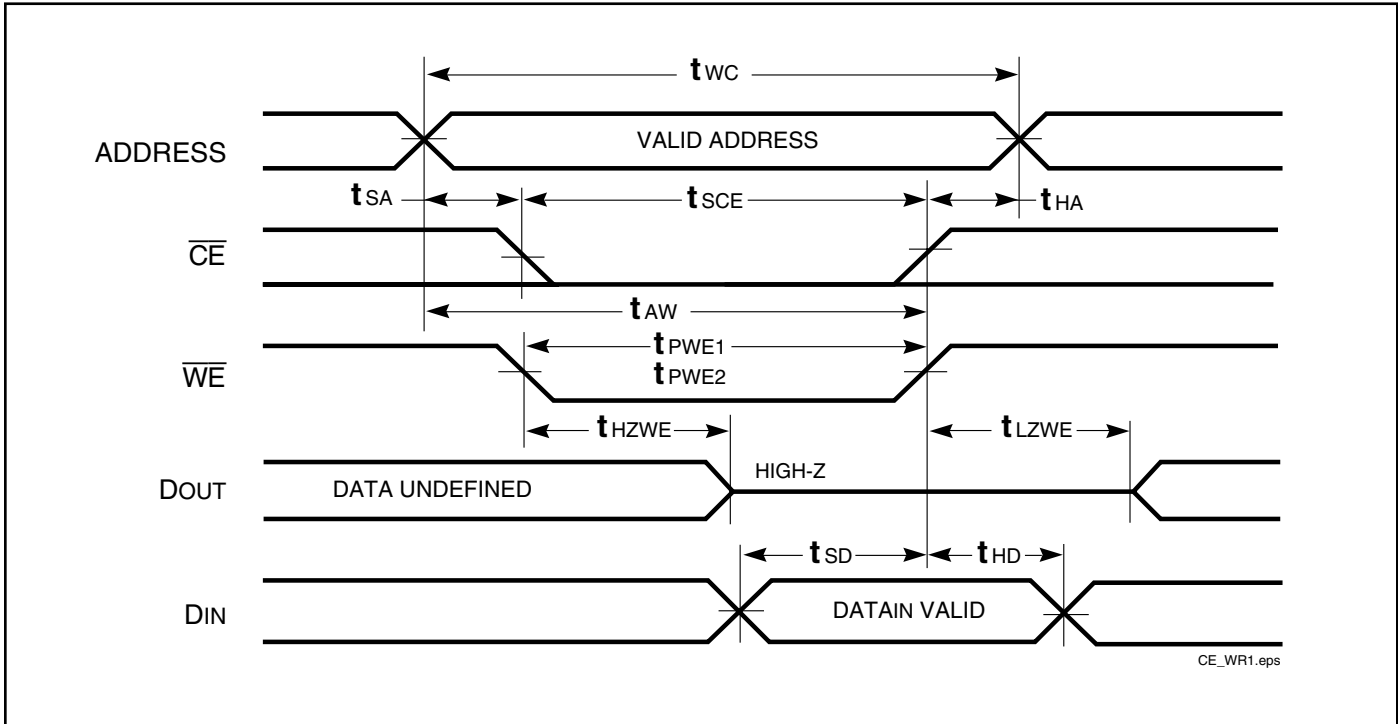 tWC
ADDRESS
VALID ADDRESS
tSA
tSCE
tHA
CE
tAW
tPWE1
WE
tPWE2
tHZWE
tLZWE
HIGH-Z
DOUT
DATA UNDEFINED
tSD
tHD
DIN
DATAIN VALID
CE_WR1.eps